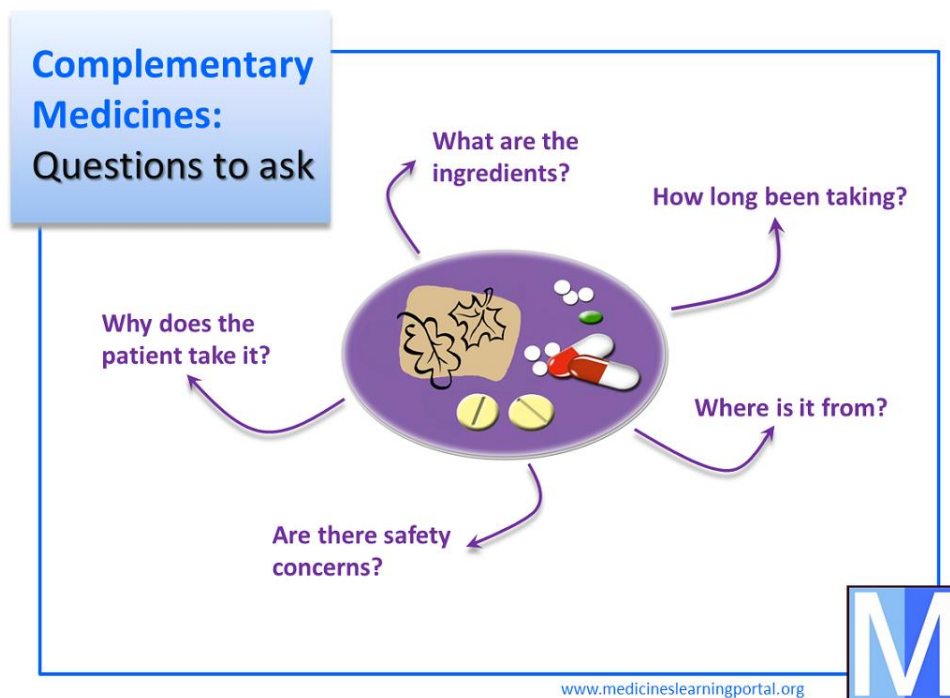 Complementary
Medicines:
Questions to ask
What are the
ingredients?
How long been taking?
Why does the
patient take it?
Where is it from?
Are there safety
concerns?
M
www.medicineslearningportal.org